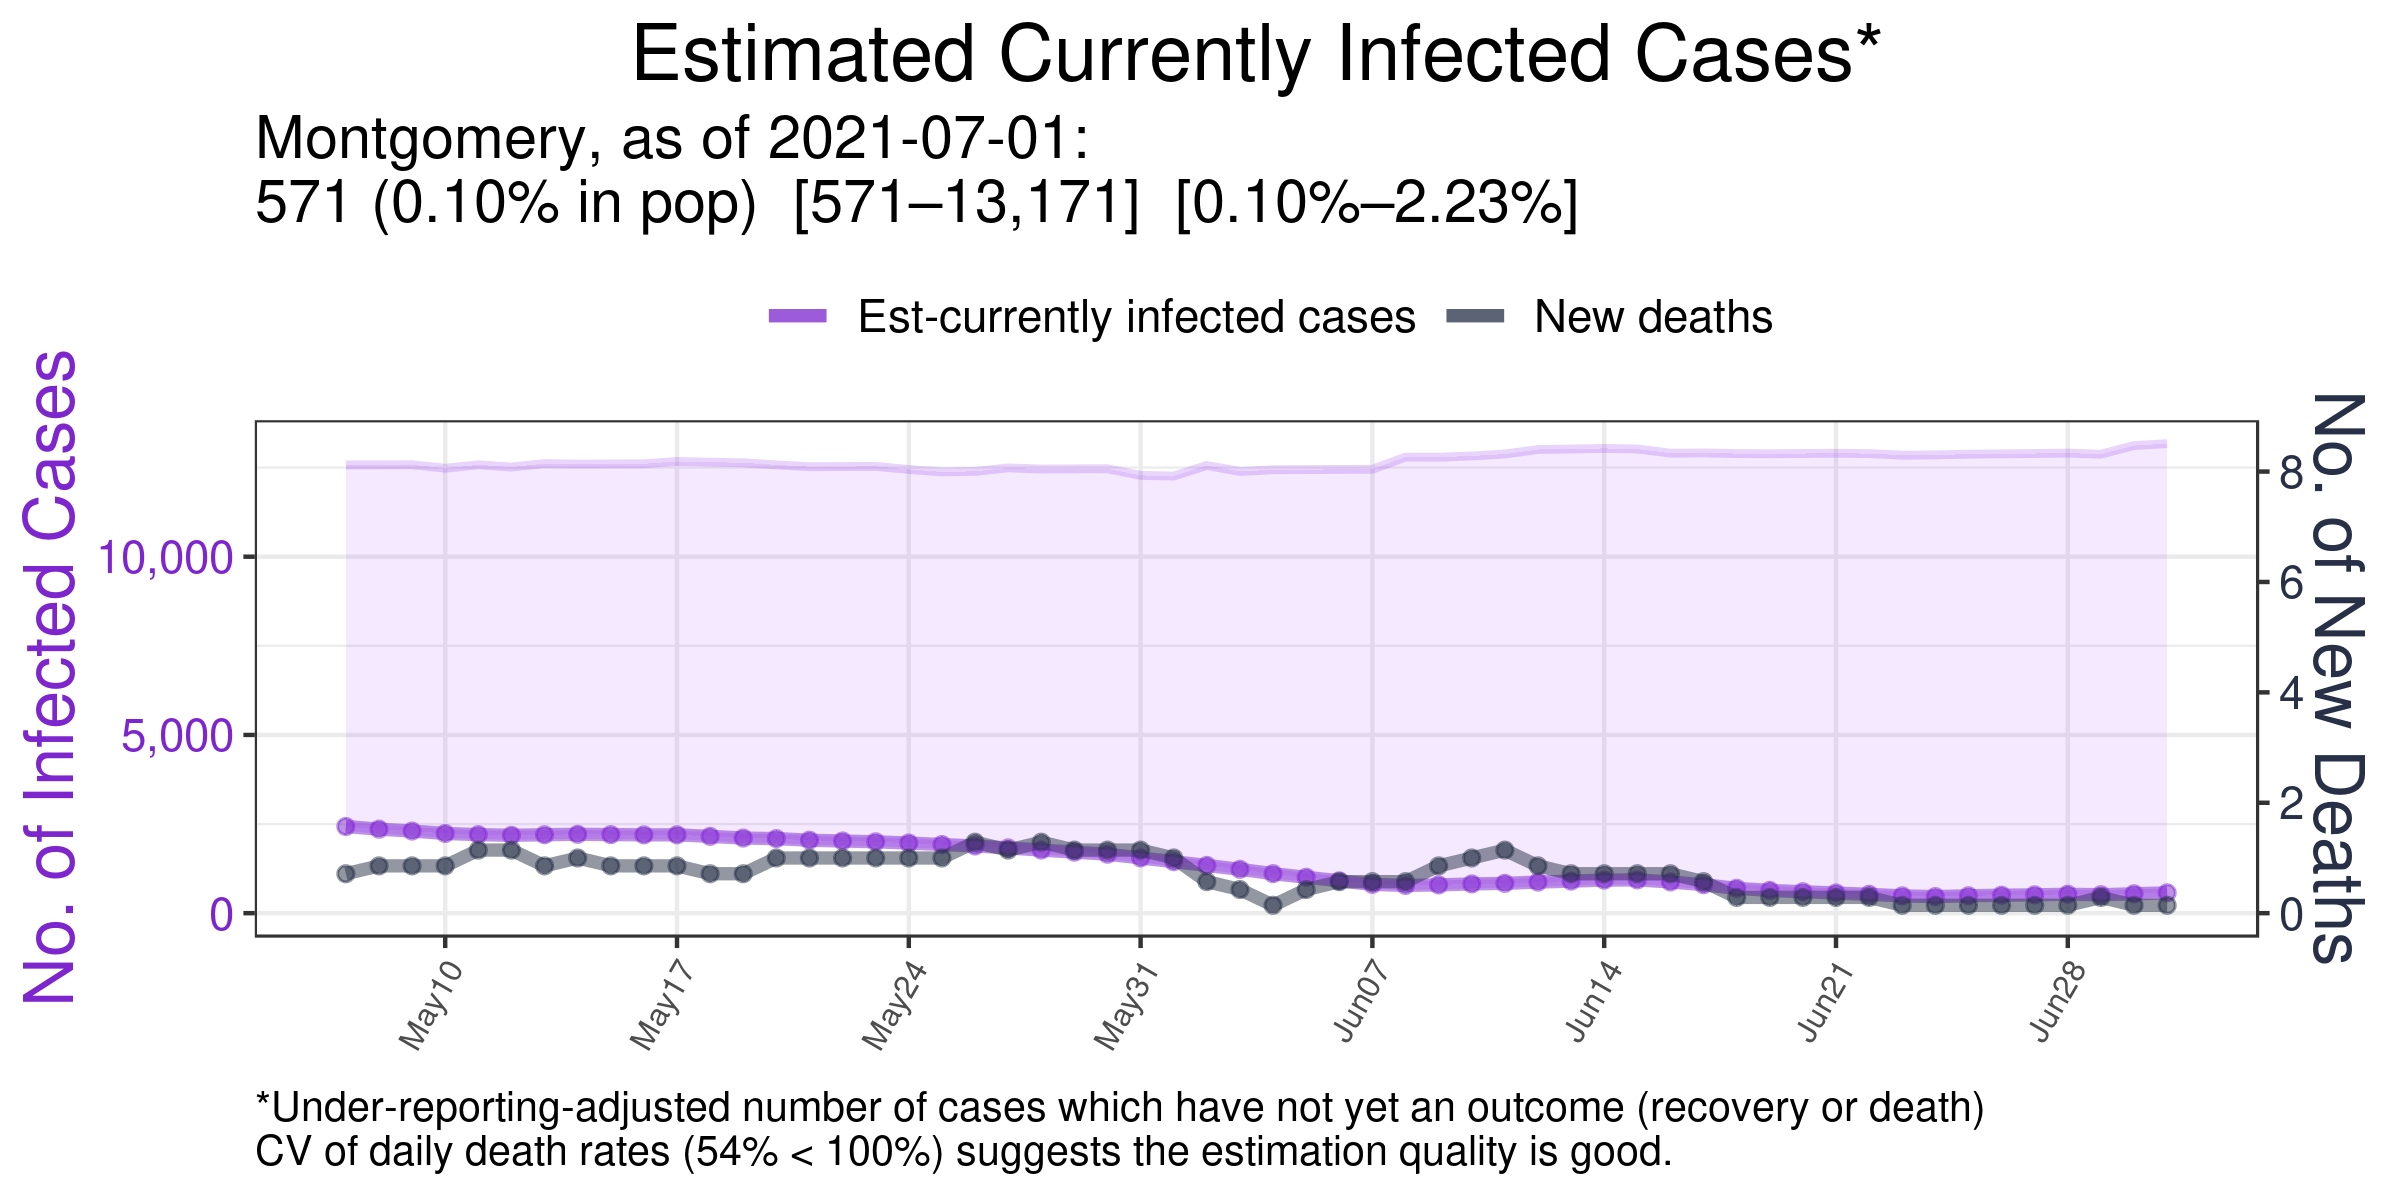 Estimated Currently Infected Cases*
Montgomery, as of 2021-07-01:
571 (0.10% in pop)  [571–13,171]  [0.10%–2.23%]
Est-currently infected cases
New deaths
No. of Infected Cases
10,000
5,000
0
No. of New Deaths
8
6
4
2
0
May10
May17
May24
May31
Jun07
Jun14
Jun21
Jun28
*Under-reporting-adjusted number of cases which have not yet an outcome (recovery or death)
CV of daily death rates (54% < 100%) suggests the estimation quality is good.